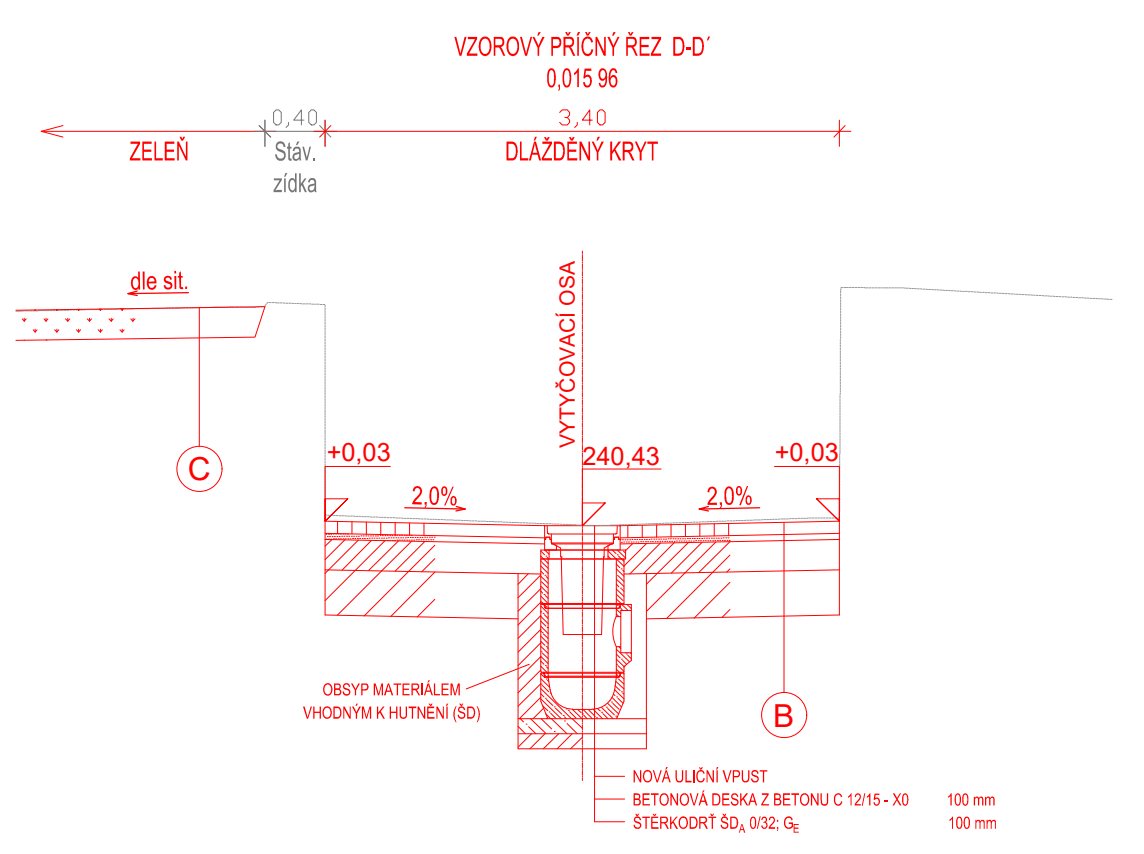 VZOROVÝ PŘÍČNÝ ŘEZ D-D´
0,015 96
0,40
3,40
ZELEŇ
Stáv.
zídka
DLÁŽDĚNÝ KRYT
dle sit.
VYTYČOVACÍ OSA
C
+0,03
240,43
+0,03
2,0%
2,0%
OBSYP MATERIÁLEM
VHODNÝM K HUTNĚNÍ (ŠD)
B
NOVÁ ULIČNÍ VPUST
BETONOVÁ DESKA Z BETONU C 12/15 - X0 100 mm
ŠTĚRKODRŤ ŠDA 0/32; GE 100 mm